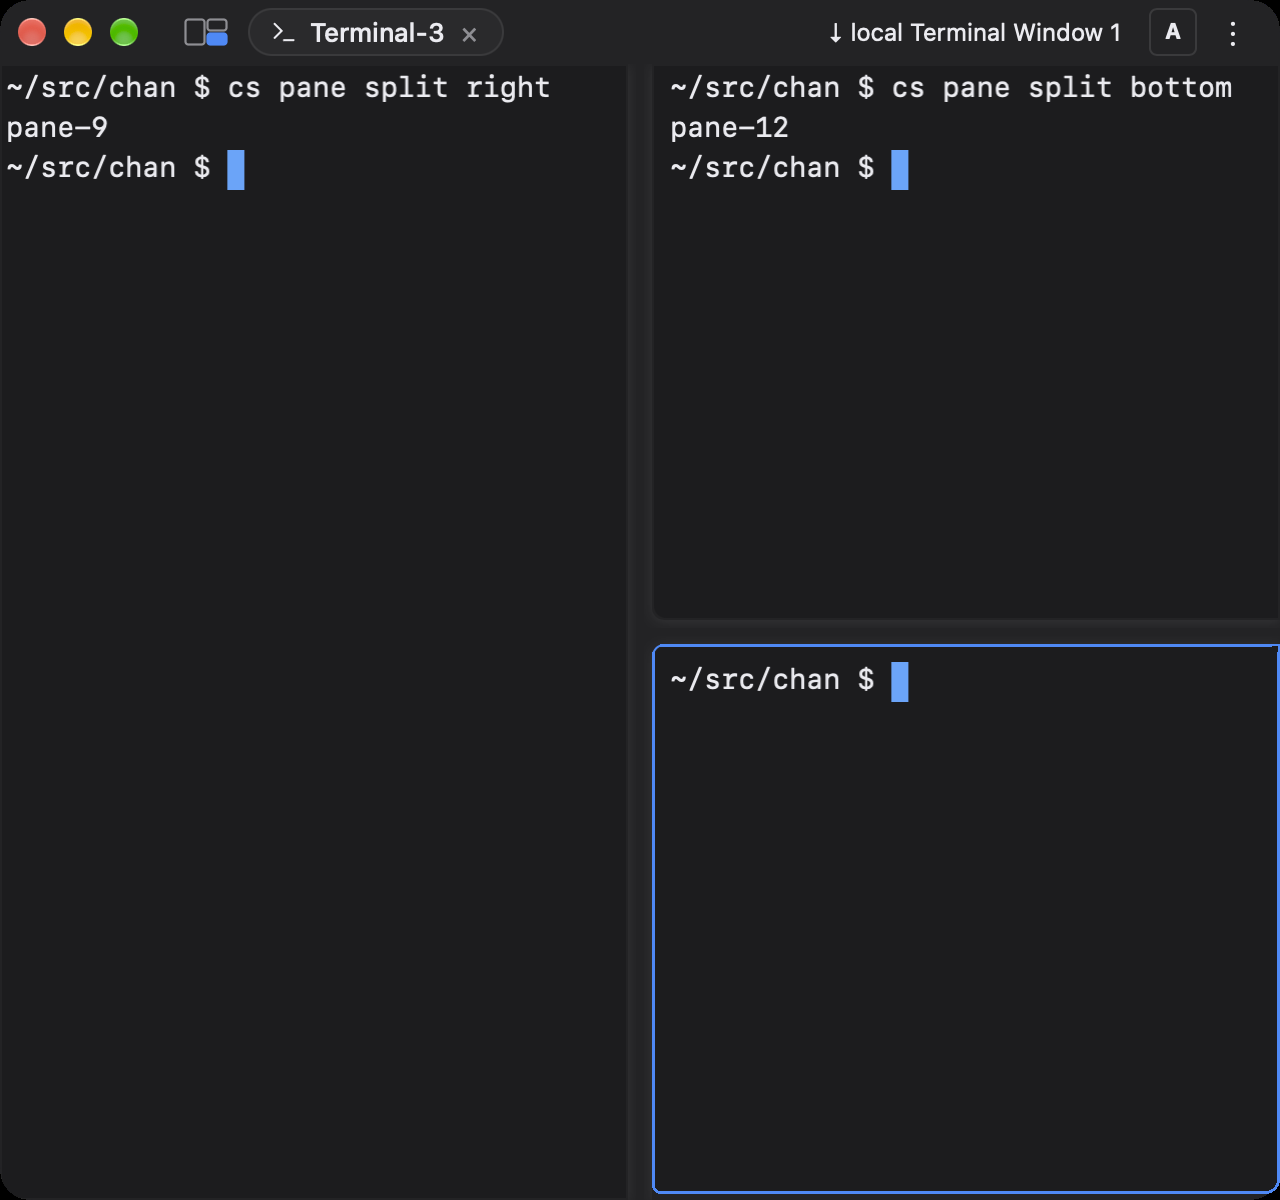 >_ Terminal-3 ×
↓ local Terminal Window 1
A
~/src/chan $ cs pane split right
pane-9
~/src/chan $
~/src/chan $ cs pane split bottom
pane-12
~/src/chan $
~/src/chan $